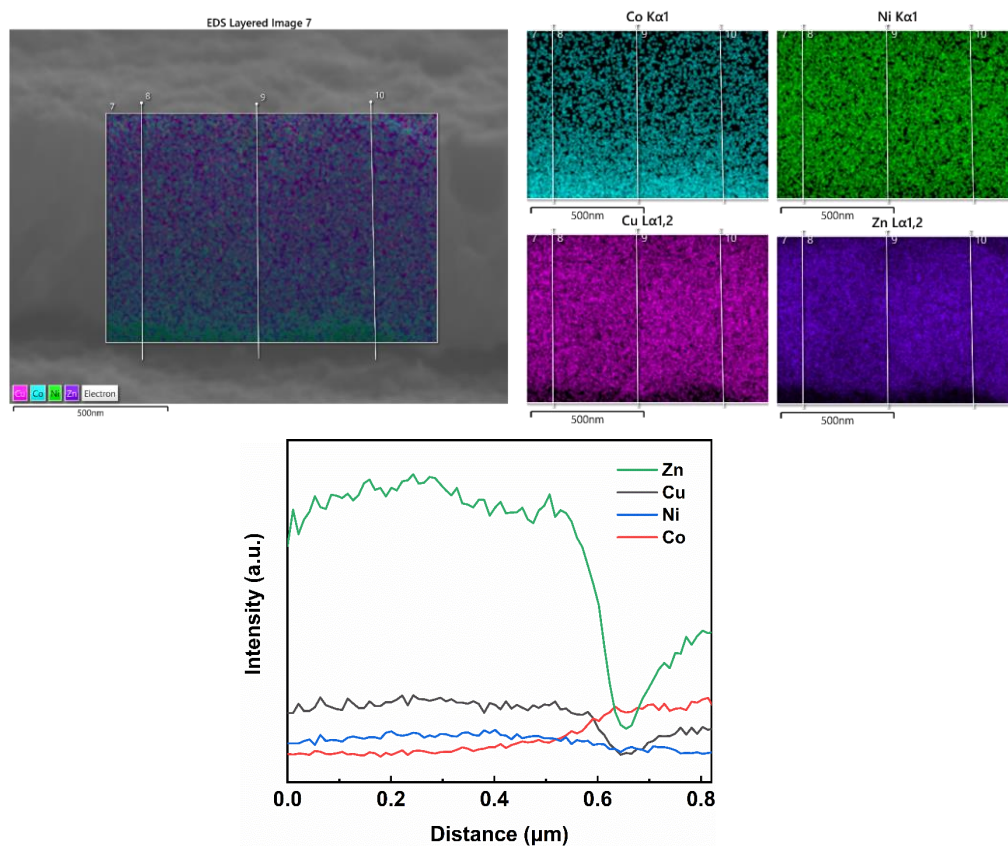 EDS Layered Image 7
7
8
9
10
Cu Co Ni Zn Electron
500nm
Co Kα1
7 8 9 10
500nm
Ni Kα1
7 8 9 10
500nm
Cu Lα1,2
7 8 9 10
500nm
Zn Lα1,2
7 8 9 10
500nm
Zn
Cu
Ni
Co
Intensity (a.u.)
0.0 0.2 0.4 0.6 0.8
Distance (μm)